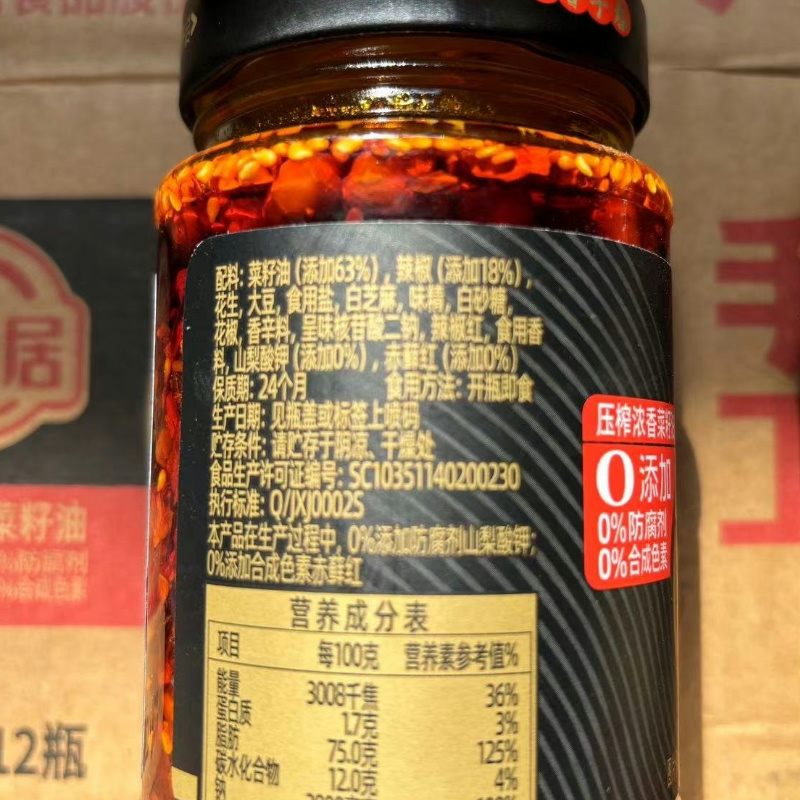 配料：菜籽油（添加63%），辣椒（添加18%），
花生，大豆，食用盐，白芝麻，味精，白砂糖，
花椒，香辛料，呈味核苷酸二钠，辣椒红，食用香
料，山梨酸钾（添加0%），赤藓红（添加0%）
保质期：24个月 食用方法：开瓶即食
生产日期：见瓶盖或标签上喷码
贮存条件：请贮存于阴凉、干燥处
食品生产许可证编号：SC10351140200230
执行标准：Q/JXJ0002S
本产品在生产过程中，0%添加防腐剂山梨酸钾；
0%添加合成色素赤藓红
营养成分表
项目 每100克 营养素参考值%
能量 3008千焦 36%
蛋白质 1.7克 3%
脂肪 75.0克 125%
碳水化合物 12.0克 4%
钠
压榨浓香菜籽油
0添加
0%防腐剂
0%合成色素
居
菜籽油
%防腐剂
%合成色素
12瓶